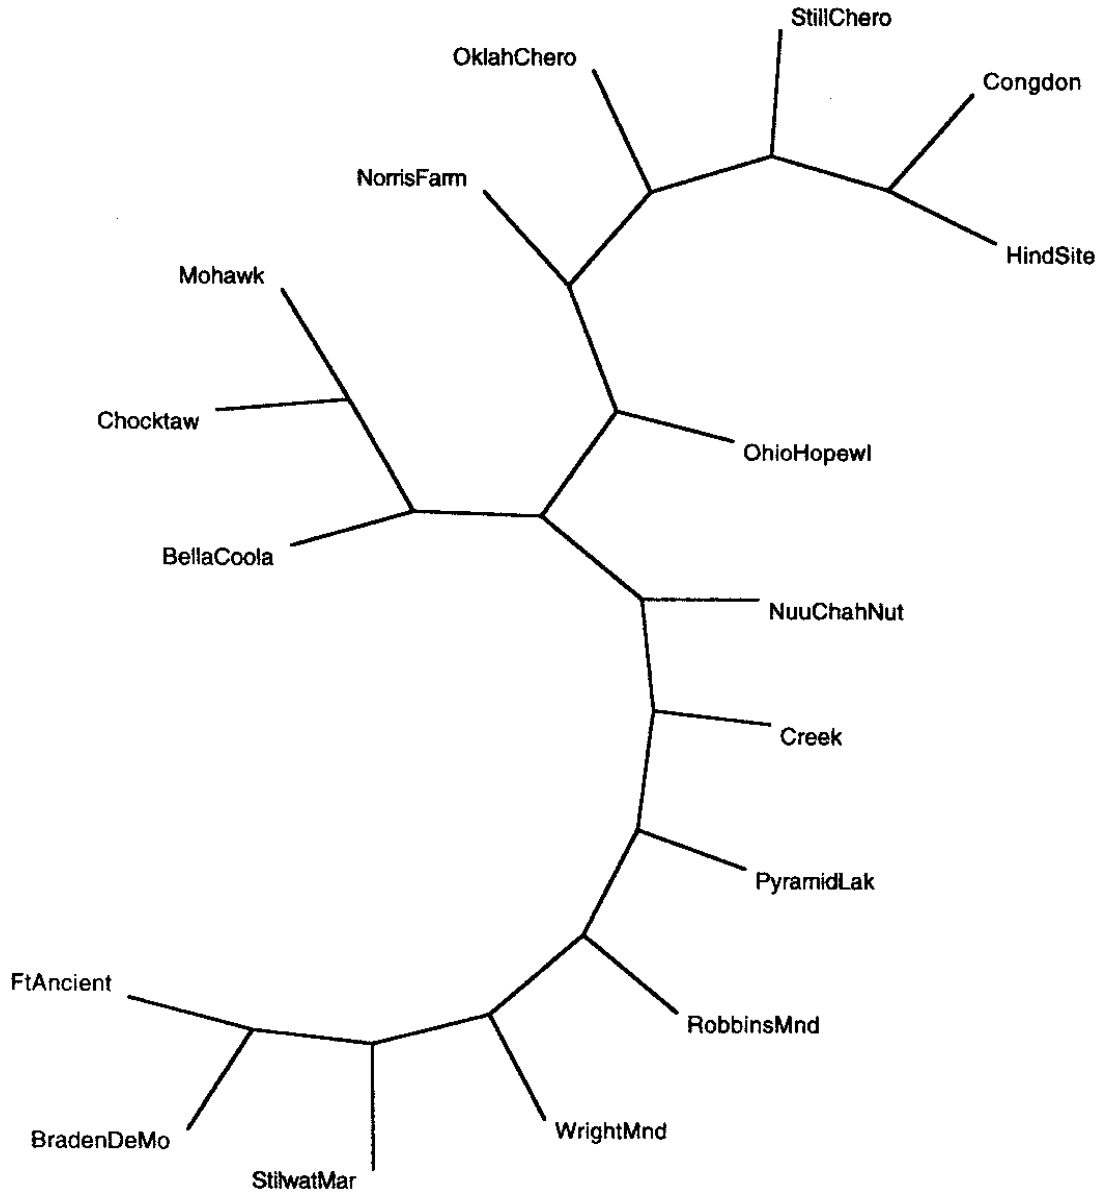 StillChero
OklahChero
Congdon
NorrisFarm
HindSite
Mohawk
Chocktaw
OhioHopewl
BellaCoola
NuuChahNut
Creek
PyramidLak
FtAncient
RobbinsMnd
WrightMnd
BradenDeMo
StilwatMar